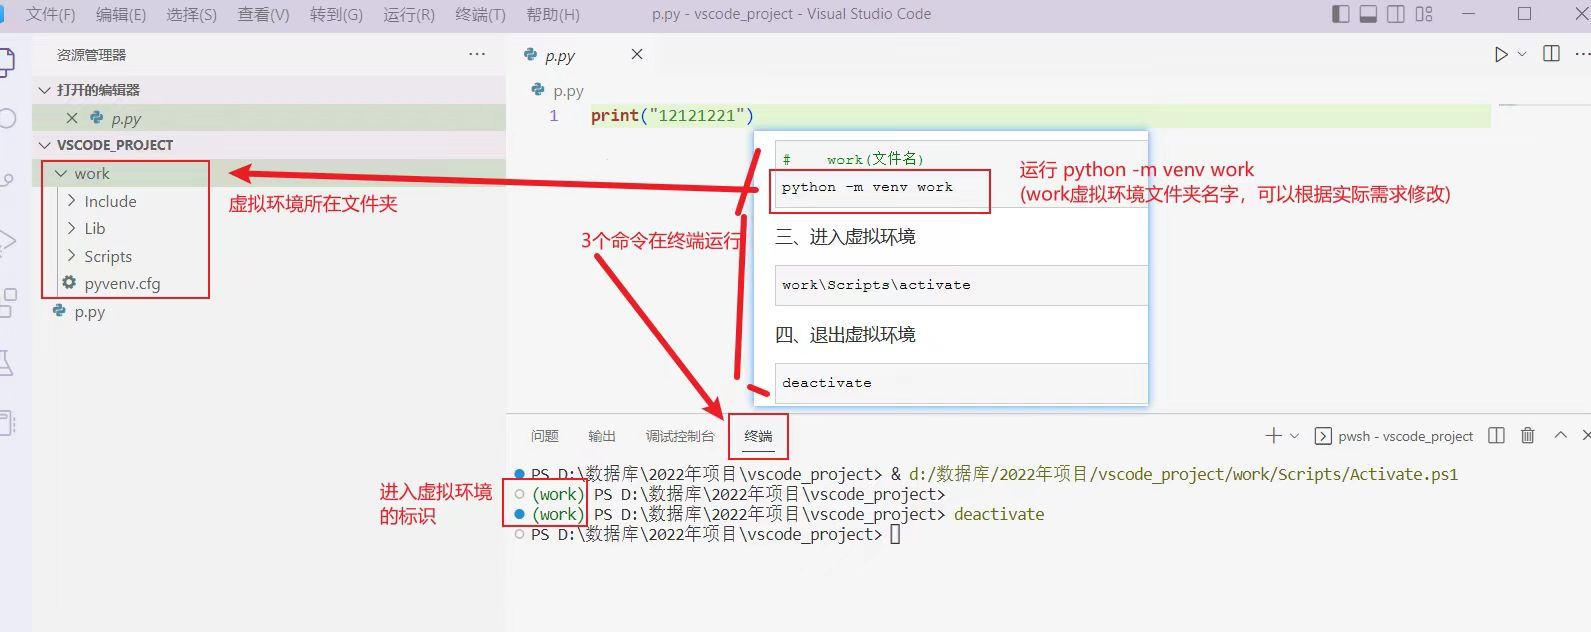 文件(F) 编辑(E) 选择(S) 查看(V) 转到(G) 运行(R) 终端(T) 帮助(H) p.py - vscode_project - Visual Studio Code
资源管理器
打开的编辑器
p.py
VSCODE_PROJECT
work
Include
Lib
Scripts
pyvenv.cfg
p.py
虚拟环境所在文件夹
p.py
p.py
1 print("12121221")
# work(文件名)
python -m venv work
三、进入虚拟环境
work\Scripts\activate
四、退出虚拟环境
deactivate
运行 python -m venv work
(work虚拟环境文件夹名字，可以根据实际需求修改)
3个命令在终端运行
问题 输出 调试控制台 终端 pwsh - vscode_project
PS D:\数据库\2022年项目\vscode_project> & d:/数据库/2022年项目/vscode_project/work/Scripts/Activate.ps1
(work) PS D:\数据库\2022年项目\vscode_project>
(work) PS D:\数据库\2022年项目\vscode_project> deactivate
PS D:\数据库\2022年项目\vscode_project>
进入虚拟环境
的标识